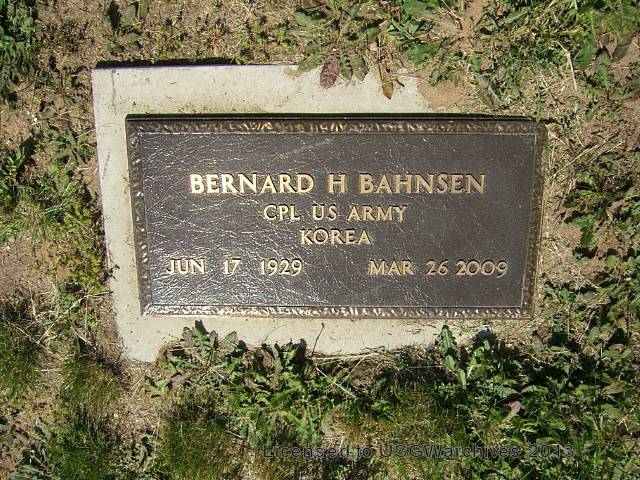 BERNARD H BAHNSEN
CPL US ARMY
KOREA
JUN 17 1929 MAR 26 2009
Licensed to USGWarchives 2013